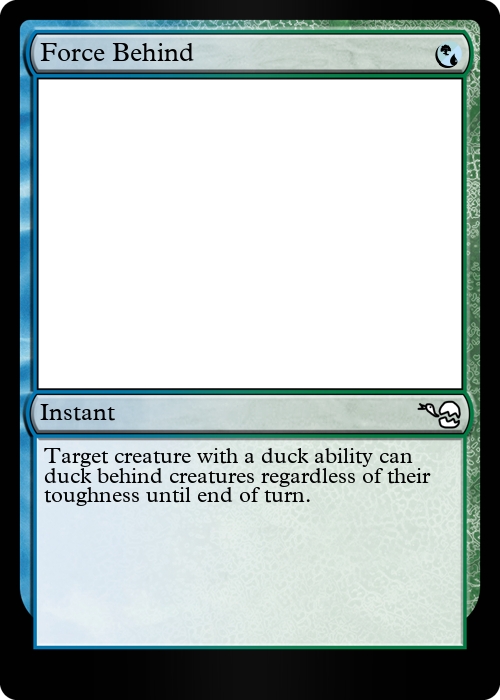 Force Behind
Instant
Target creature with a duck ability can
duck behind creatures regardless of their
toughness until end of turn.